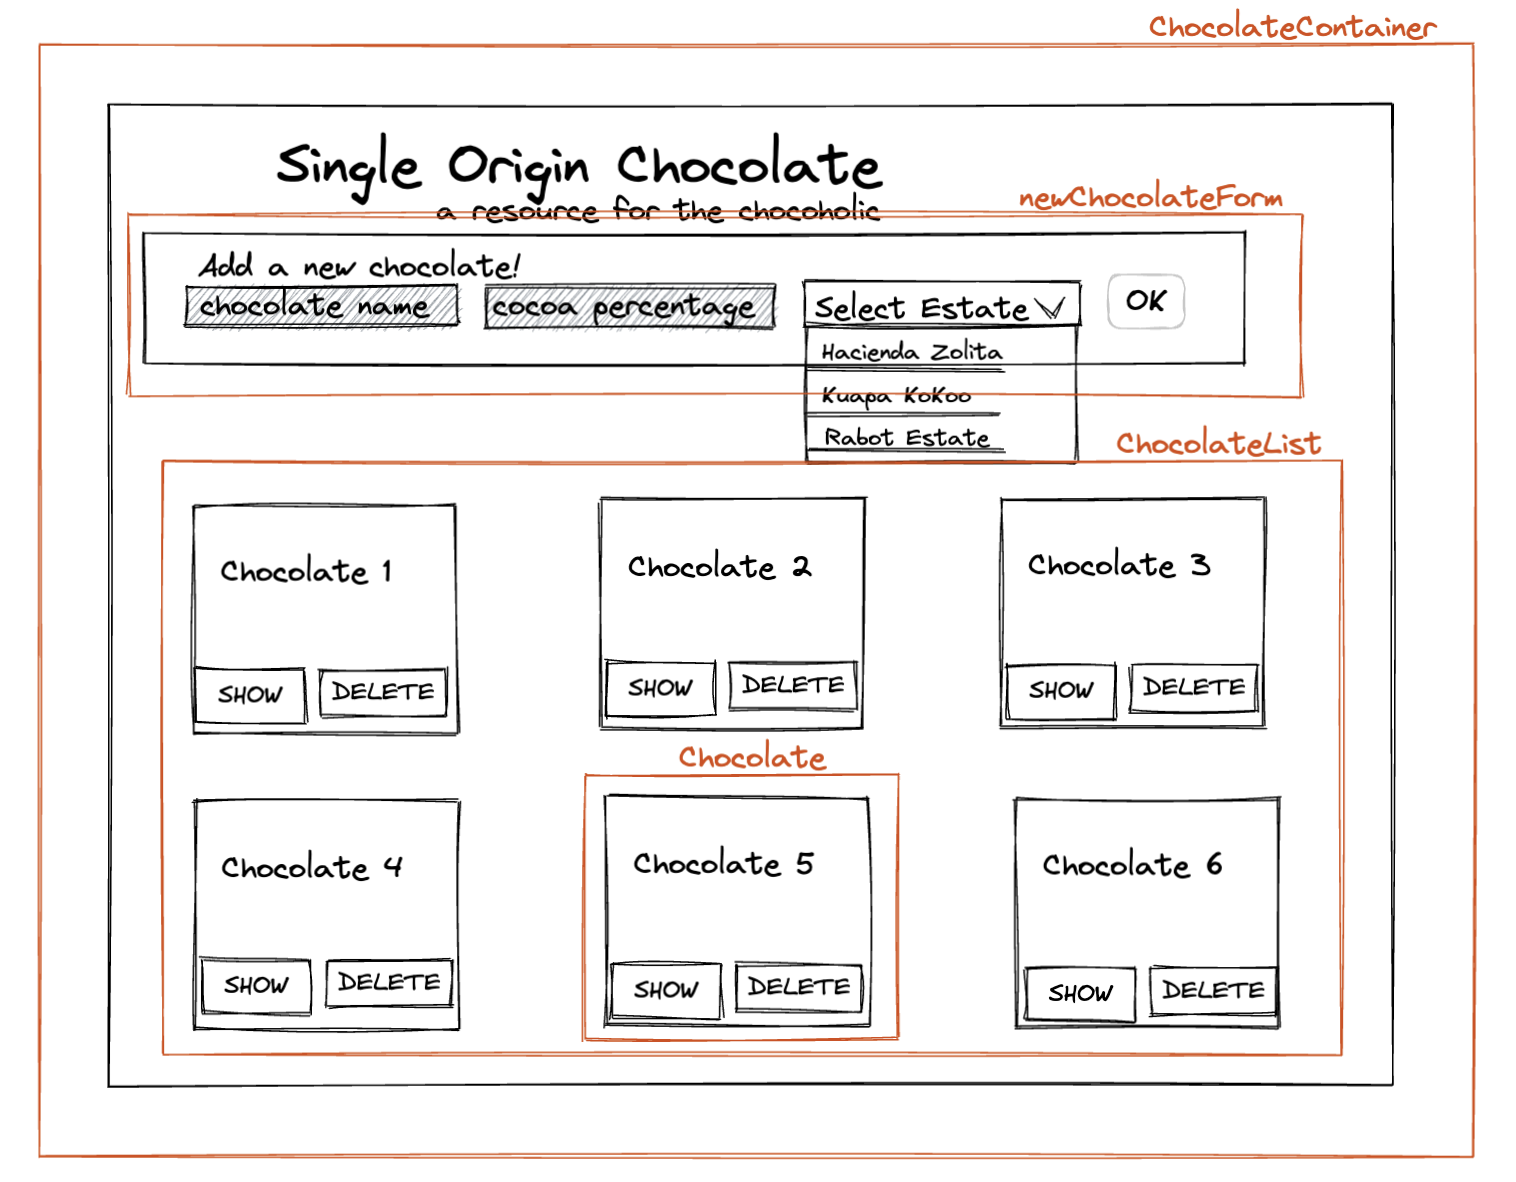 ChocolateContainer
Single Origin Chocolate
a resource for the chocoholic
newChocolateForm
Add a new chocolate!
chocolate name
cocoa percentage
Select Estate
OK
Hacienda Zolita
Kuapa KoKoo
Rabot Estate
ChocolateList
Chocolate 1
SHOW
DELETE
Chocolate 2
SHOW
DELETE
Chocolate 3
SHOW
DELETE
Chocolate 4
SHOW
DELETE
Chocolate
Chocolate 5
SHOW
DELETE
Chocolate 6
SHOW
DELETE